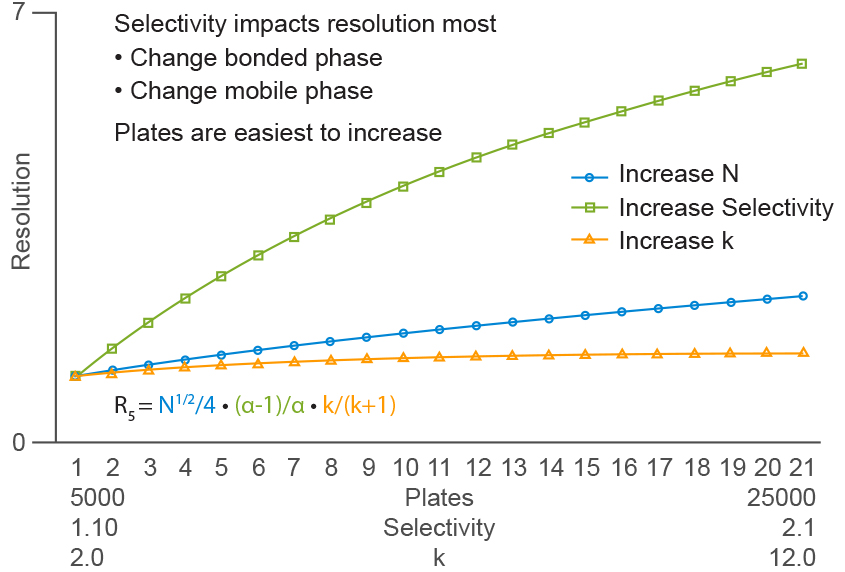 7
Selectivity impacts resolution most
• Change bonded phase
• Change mobile phase
Plates are easiest to increase
Resolution
Increase N
Increase Selectivity
Increase k
R5 = N1/2/4 • (α-1)/α • k/(k+1)
0
1 2 3 4 5 6 7 8 9 10 11 12 13 14 15 16 17 18 19 20 21
5000 Plates 25000
1.10 Selectivity 2.1
2.0 k 12.0